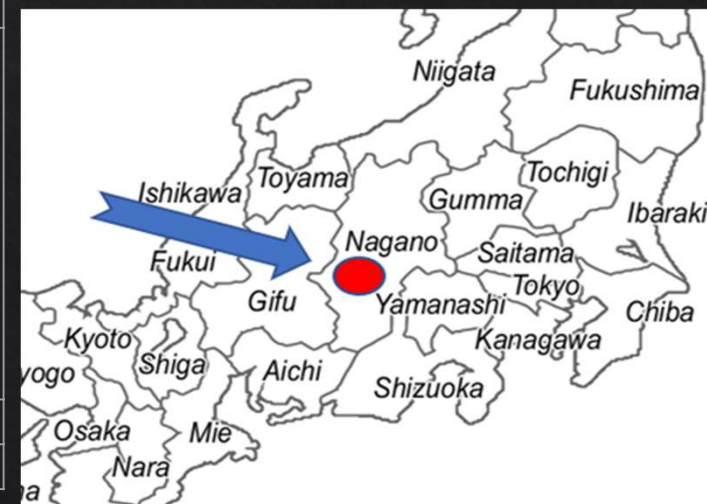 Niigata
Fukushima
Toyama
Tochigi
Ishikawa
Gumma
Ibaraki
Nagano
Saitama
Fukui
Tokyo
Gifu
Yamanashi
Chiba
Kyoto
Kanagawa
Shiga
yogo
Aichi
Shizuoka
Osaka
Mie
Nara
na